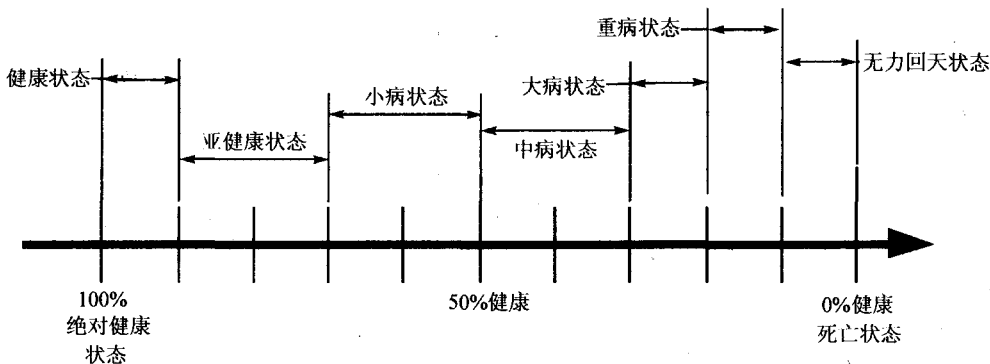 重病状态
健康状态
大病状态
无力回天状态
小病状态
亚健康状态
中病状态
100%
绝对健康
状态
50%健康
0%健康
死亡状态